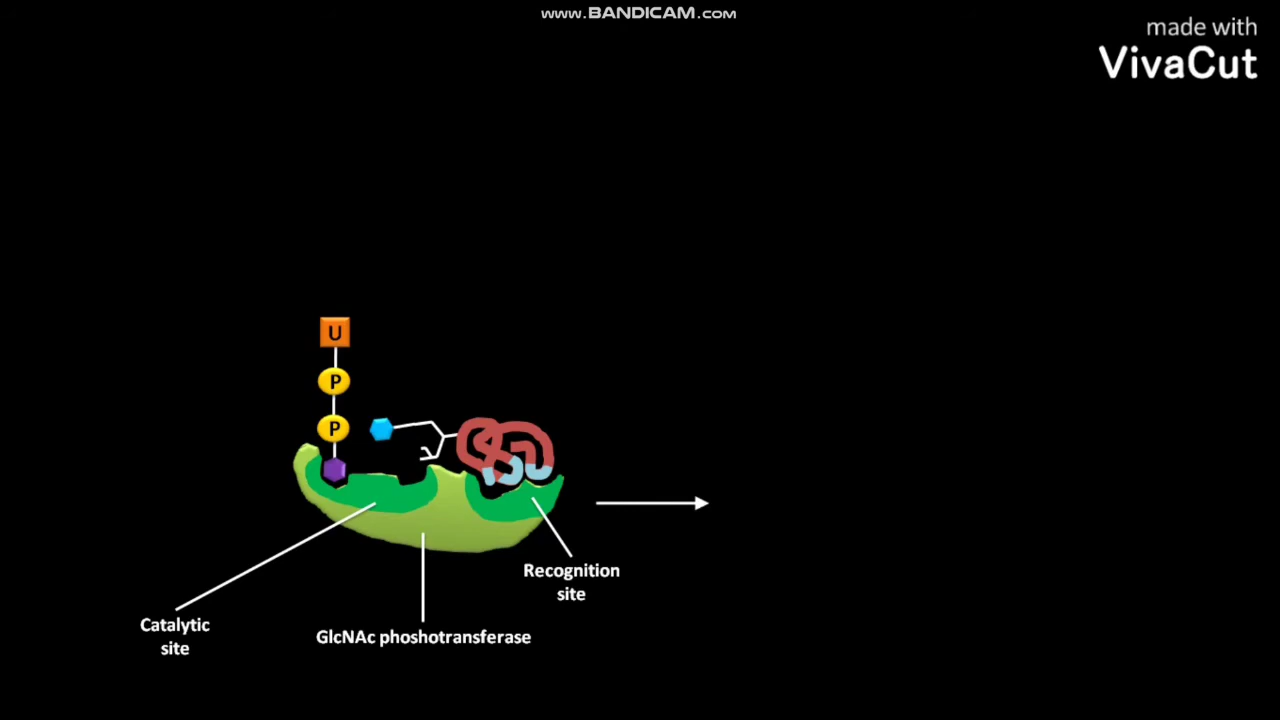 www.BANDICAM.com
made with
VivaCut
U
P
P
Recognition
site
Catalytic
site
GlcNAc phoshotransferase